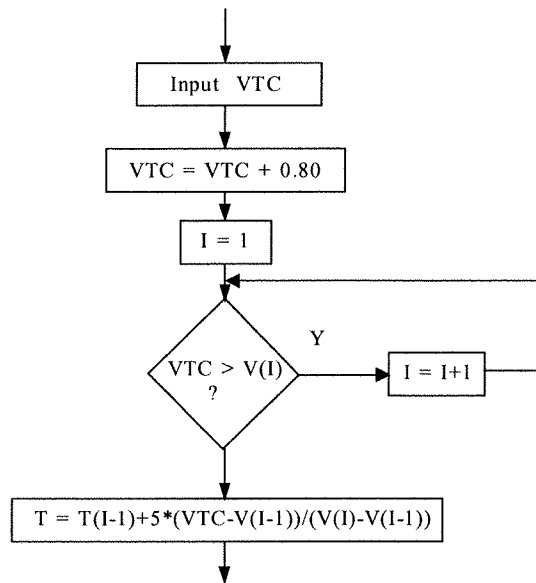 Input VTC
VTC = VTC + 0.80
I = 1
Y
VTC > V(I)
?
I = I+1
T = T(I-1)+5*(VTC-V(I-1))/(V(I)-V(I-1))